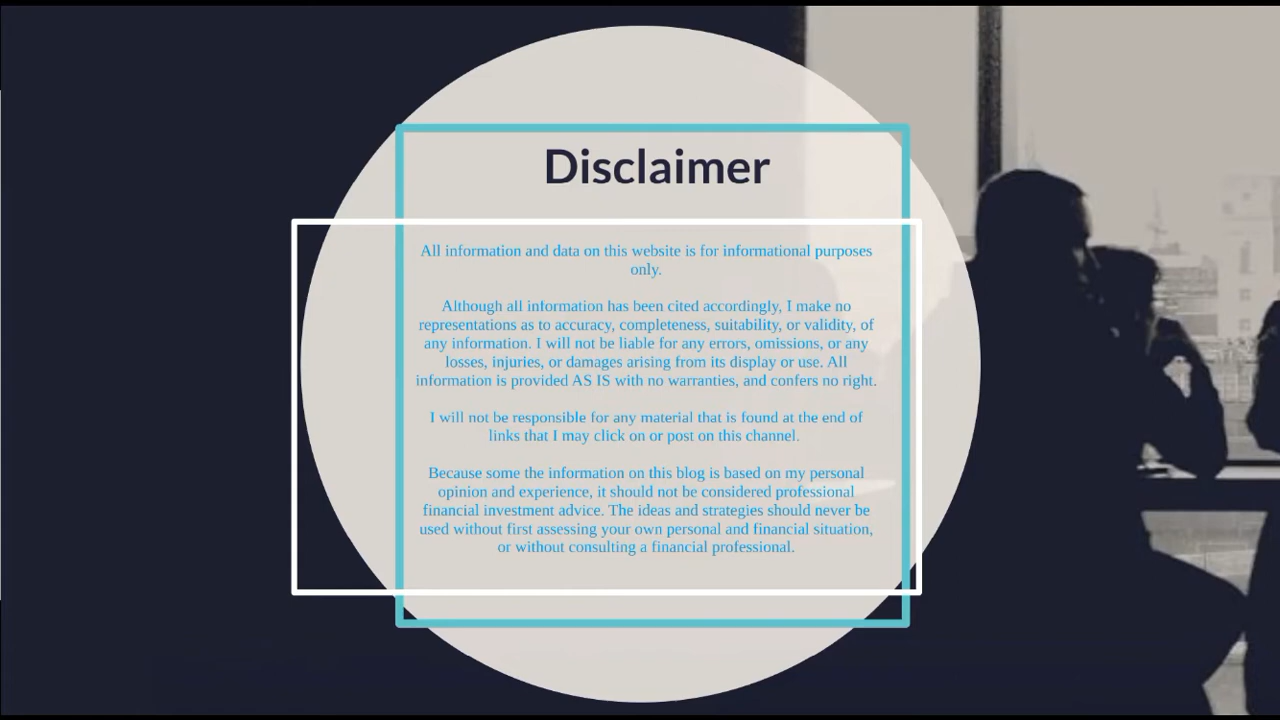 Disclaimer
All information and data on this website is for informational purposes
only.
Although all information has been cited accordingly, I make no
representations as to accuracy, completeness, suitability, or validity, of
any information. I will not be liable for any errors, omissions, or any
losses, injuries, or damages arising from its display or use. All
information is provided AS IS with no warranties, and confers no right.
I will not be responsible for any material that is found at the end of
links that I may click on or post on this channel.
Because some the information on this blog is based on my personal
opinion and experience, it should not be considered professional
financial investment advice. The ideas and strategies should never be
used without first assessing your own personal and financial situation,
or without consulting a financial professional.